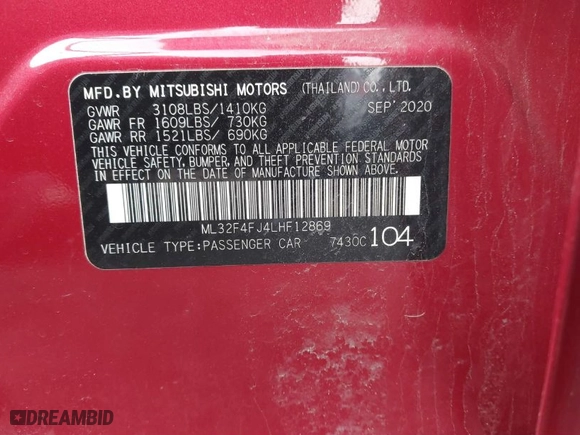 MFD.BY MITSUBISHI MOTORS (THAILAND) CO., LTD.
GVWR 3108LBS/1410KG SEP' 2020
GAWR FR 1609LBS/ 730KG
GAWR RR 1521LBS/ 690KG
THIS VEHICLE CONFORMS TO ALL APPLICABLE FEDERAL MOTOR
VEHICLE SAFETY, BUMPER, AND THEFT PREVENTION STANDARDS
IN EFFECT ON THE DATE OF MANUFACTURE SHOWN ABOVE.
ML32F4FJ4LHF12869
VEHICLE TYPE:PASSENGER CAR 7430C104
DREAMBID